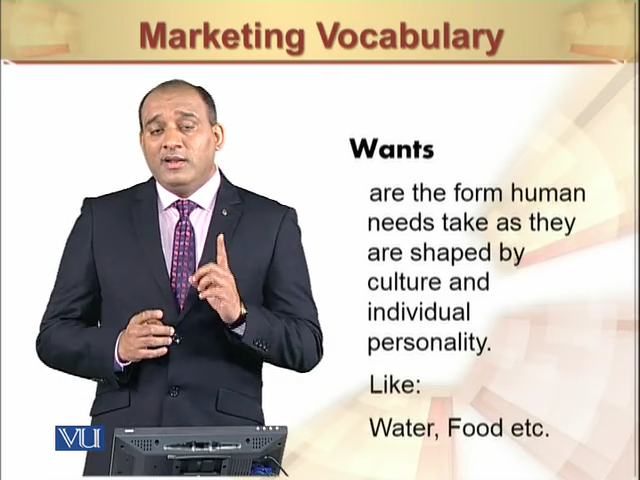 Marketing Vocabulary
Wants
are the form human
needs take as they
are shaped by
culture and
individual
personality.
Like:
Water, Food etc.
VU